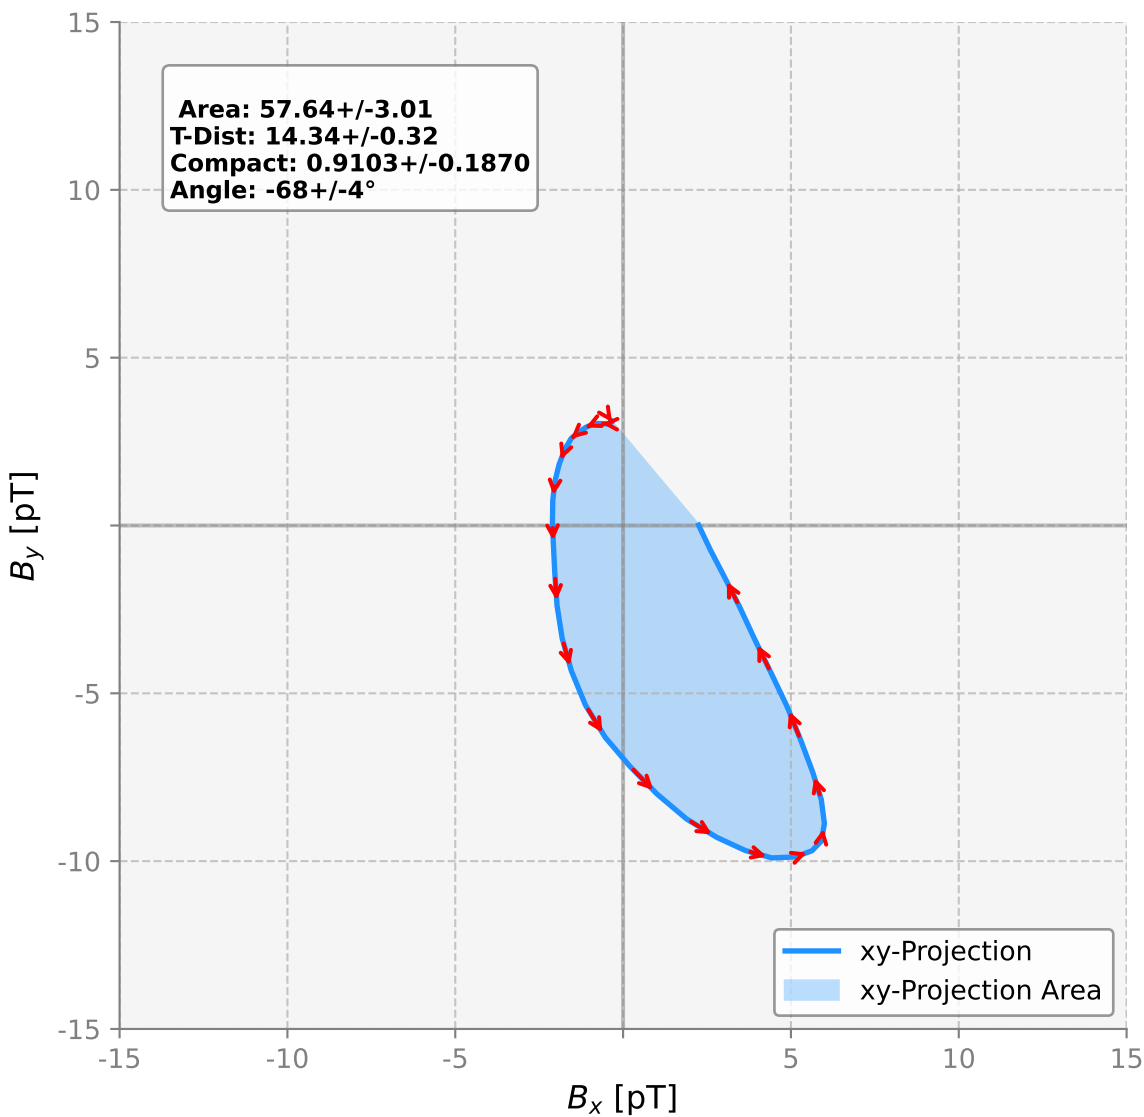 15
Area: 57.64+/-3.01
T-Dist: 14.34+/-0.32
Compact: 0.9103+/-0.1870
Angle: -68+/-4°
10
5
-5
-10
-15
B_y [pT]
xy-Projection
xy-Projection Area
-15 -10 -5 5 10 15
B_x [pT]